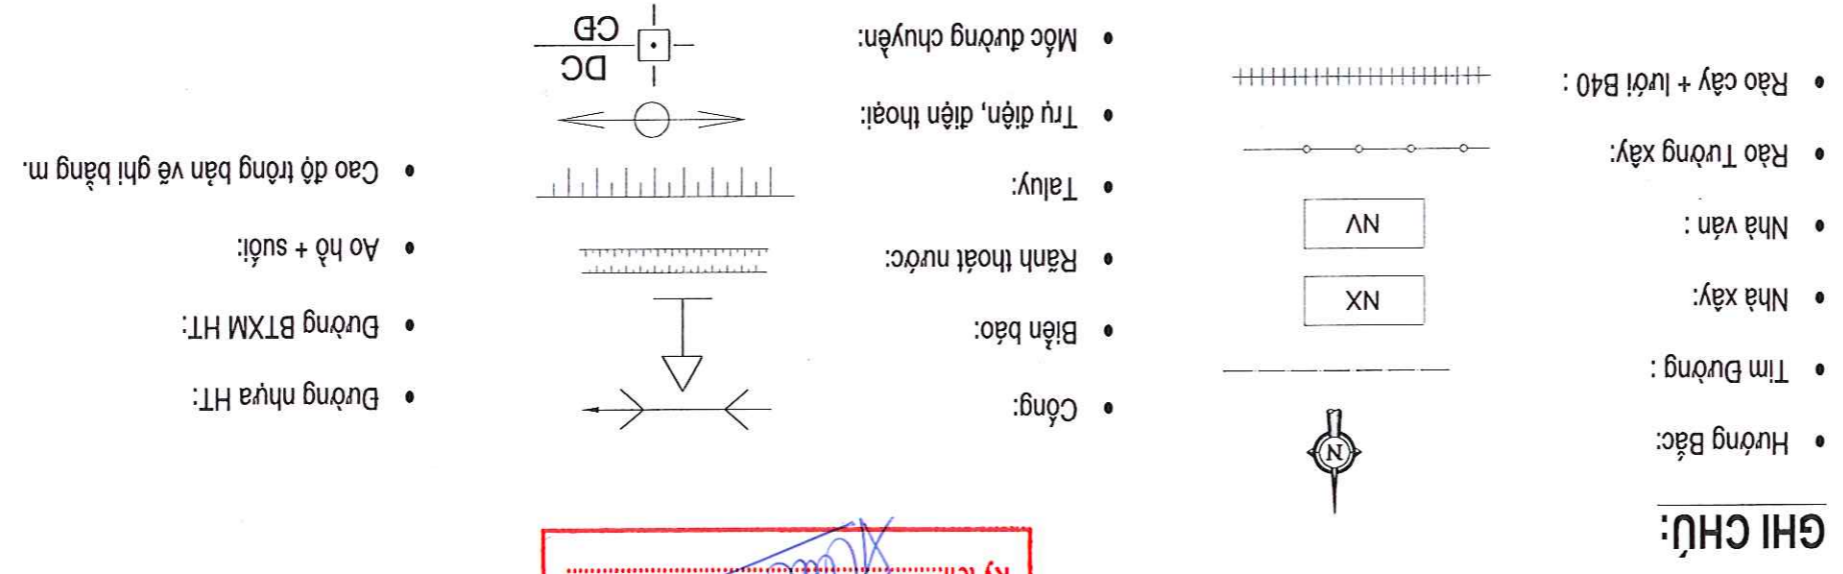 GHI CHÚ:
• Hướng Bắc:
N
• Tim Đường :
• Nhà xây:
NX
• Nhà ván :
NV
• Rào Tường xây:
• Rào cây + lưới B40 :
• Cống:
• Biển báo:
• Rãnh thoát nước:
• Taluy:
• Trụ điện, điện thoại:
• Mốc đường chuyền:
DC
CĐ
• Đường nhựa HT:
• Đường BTXM HT:
• Ao hồ + suối:
• Cao độ trông bản vẽ ghi bằng m.